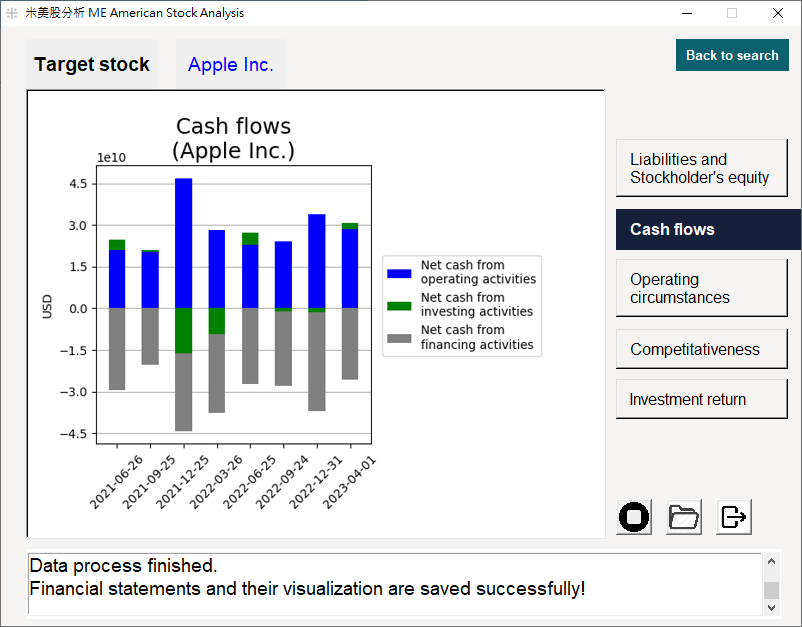 米美股分析 ME American Stock Analysis
Target stock
Apple Inc.
Back to search
Cash flows
(Apple Inc.)
1e10
4.5
3.0
1.5
0.0
−1.5
−3.0
−4.5
USD
2021-06-26
2021-09-25
2021-12-25
2022-03-26
2022-06-25
2022-09-24
2022-12-31
2023-04-01
Net cash from
operating activities
Net cash from
investing activities
Net cash from
financing activities
Liabilities and
Stockholder's equity
Cash flows
Operating
circumstances
Competitativeness
Investment return
Data process finished.
Financial statements and their visualization are saved successfully!